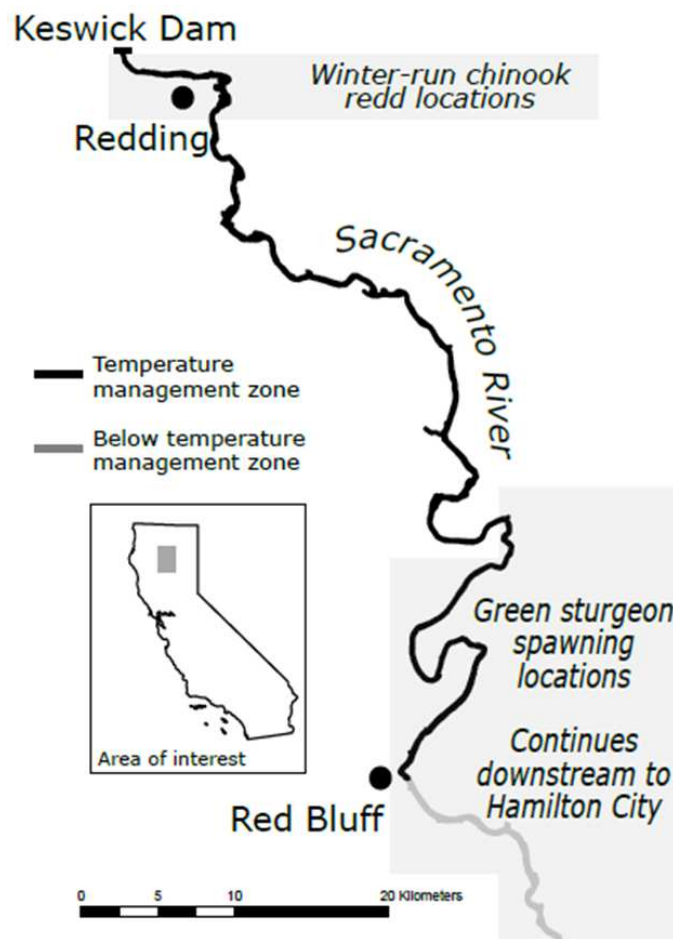 Keswick Dam
Winter-run chinook
redd locations
Redding
Sacramento River
Temperature
management zone
Below temperature
management zone
Green sturgeon
spawning
locations
Continues
downstream to
Hamilton City
Area of interest
Red Bluff
0 5 10 20 Kilometers